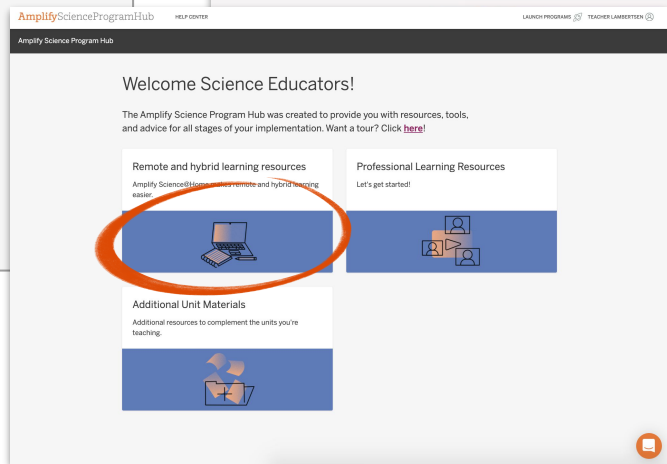 AmplifyScienceProgramHub
HELP CENTER
LAUNCH PROGRAMS
TEACHER LAMBERTSEN
Amplify Science Program Hub
Welcome Science Educators!
The Amplify Science Program Hub was created to provide you with resources, tools,
and advice for all stages of your implementation. Want a tour? Click here!
Remote and hybrid learning resources
Amplify Science@Home makes remote and hybrid learning
easier.
Professional Learning Resources
Let's get started!
Additional Unit Materials
Additional resources to complement the units you're
teaching.